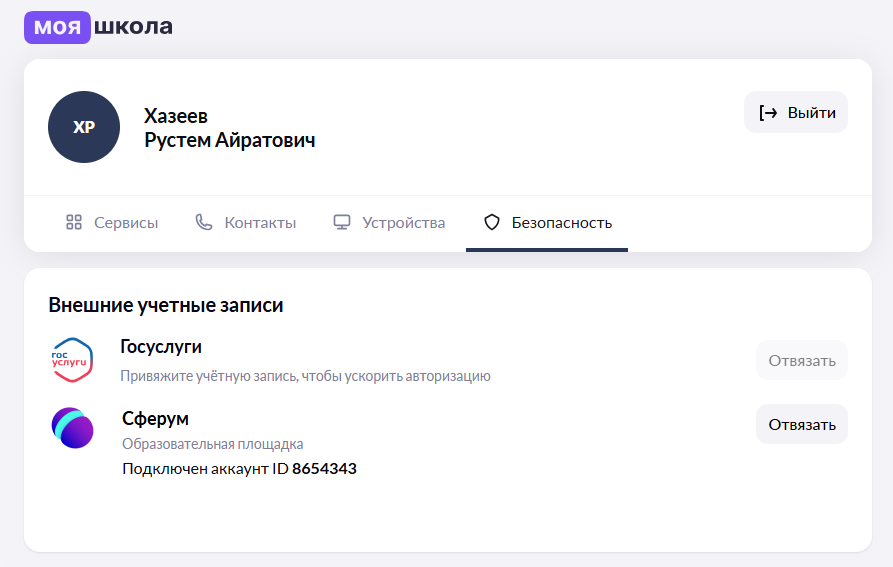 моя школа
ХР
Хазеев
Рустем Айратович
Выйти
Сервисы
Контакты
Устройства
Безопасность
Внешние учетные записи
гос
услуги
Госуслуги
Привяжите учётную запись, чтобы ускорить авторизацию
Отвязать
Сферум
Образовательная площадка
Подключен аккаунт ID 8654343
Отвязать